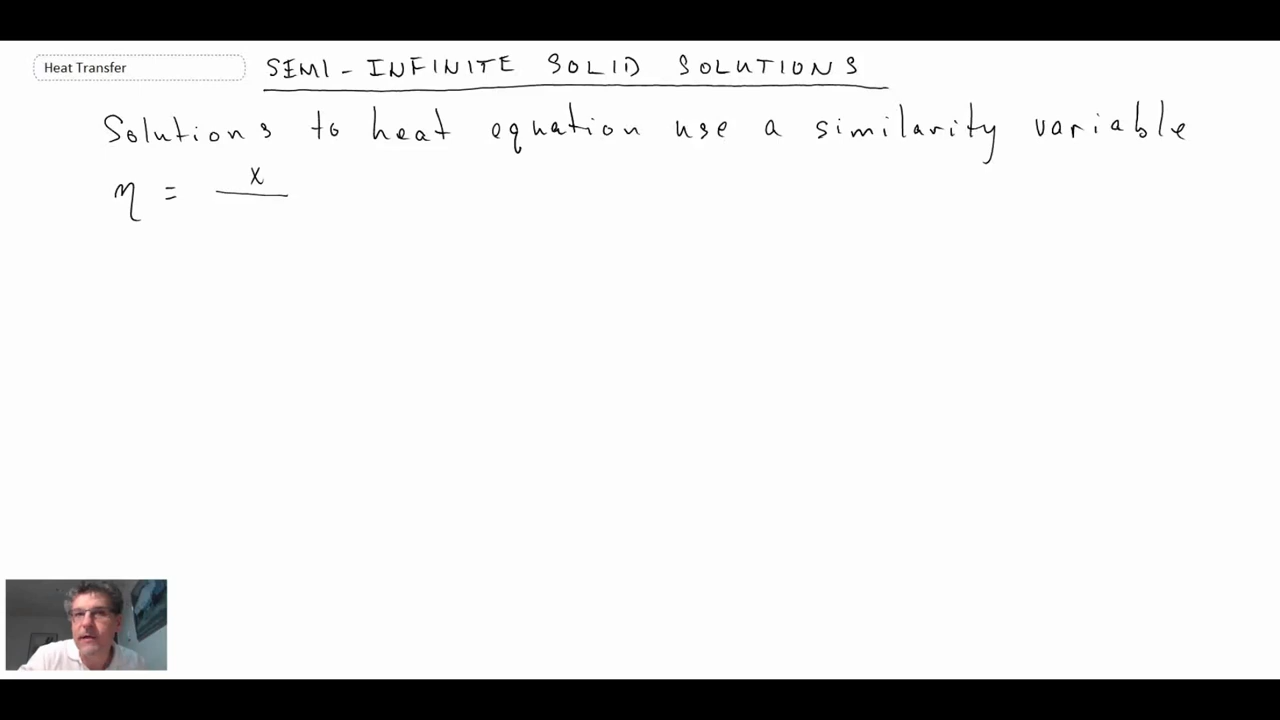 Heat Transfer
SEMI-INFINITE SOLID SOLUTIONS
Solutions to heat equation use a similarity variable
x
η =